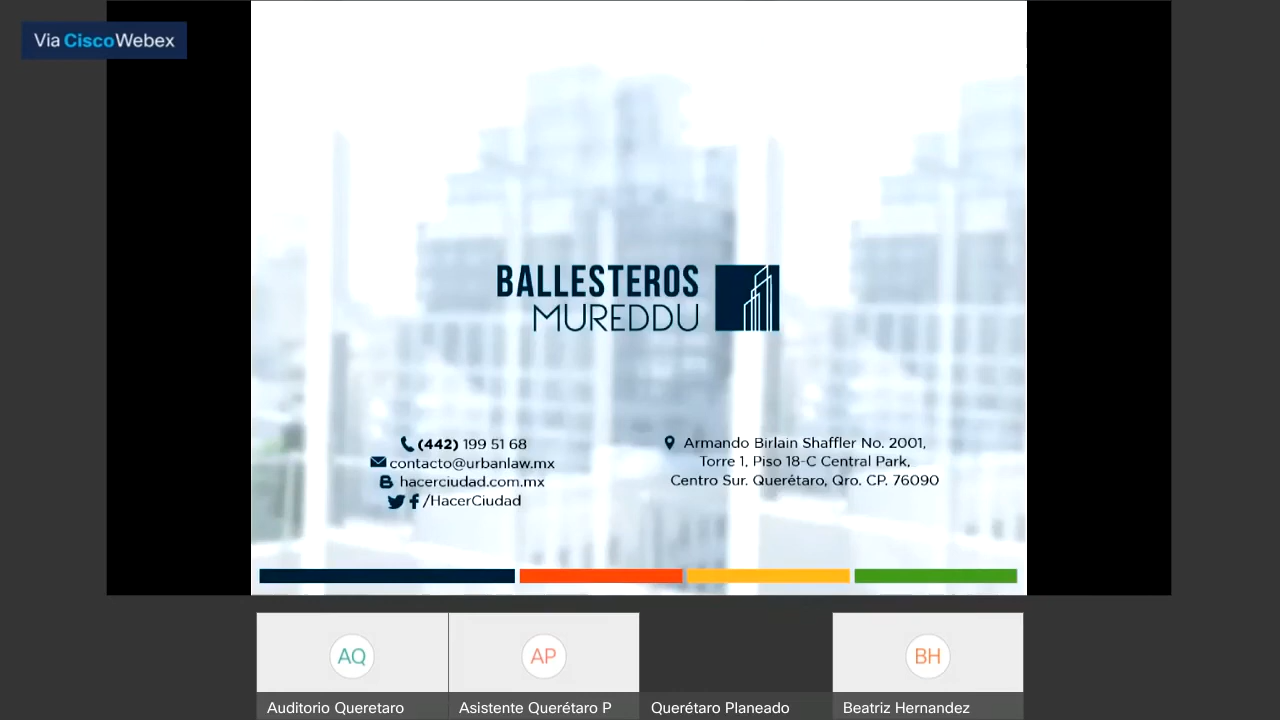 Via Cisco Webex
BALLESTEROS
MUREDDU
(442) 199 51 68
contacto@urbanlaw.mx
hacerciudad.com.mx
/HacerCiudad
Armando Birlain Shaffler No. 2001,
Torre 1, Piso 18-C Central Park,
Centro Sur. Querétaro, Qro. CP. 76090
AQ
AP
BH
Auditorio Queretaro
Asistente Querétaro P
Querétaro Planeado
Beatriz Hernandez